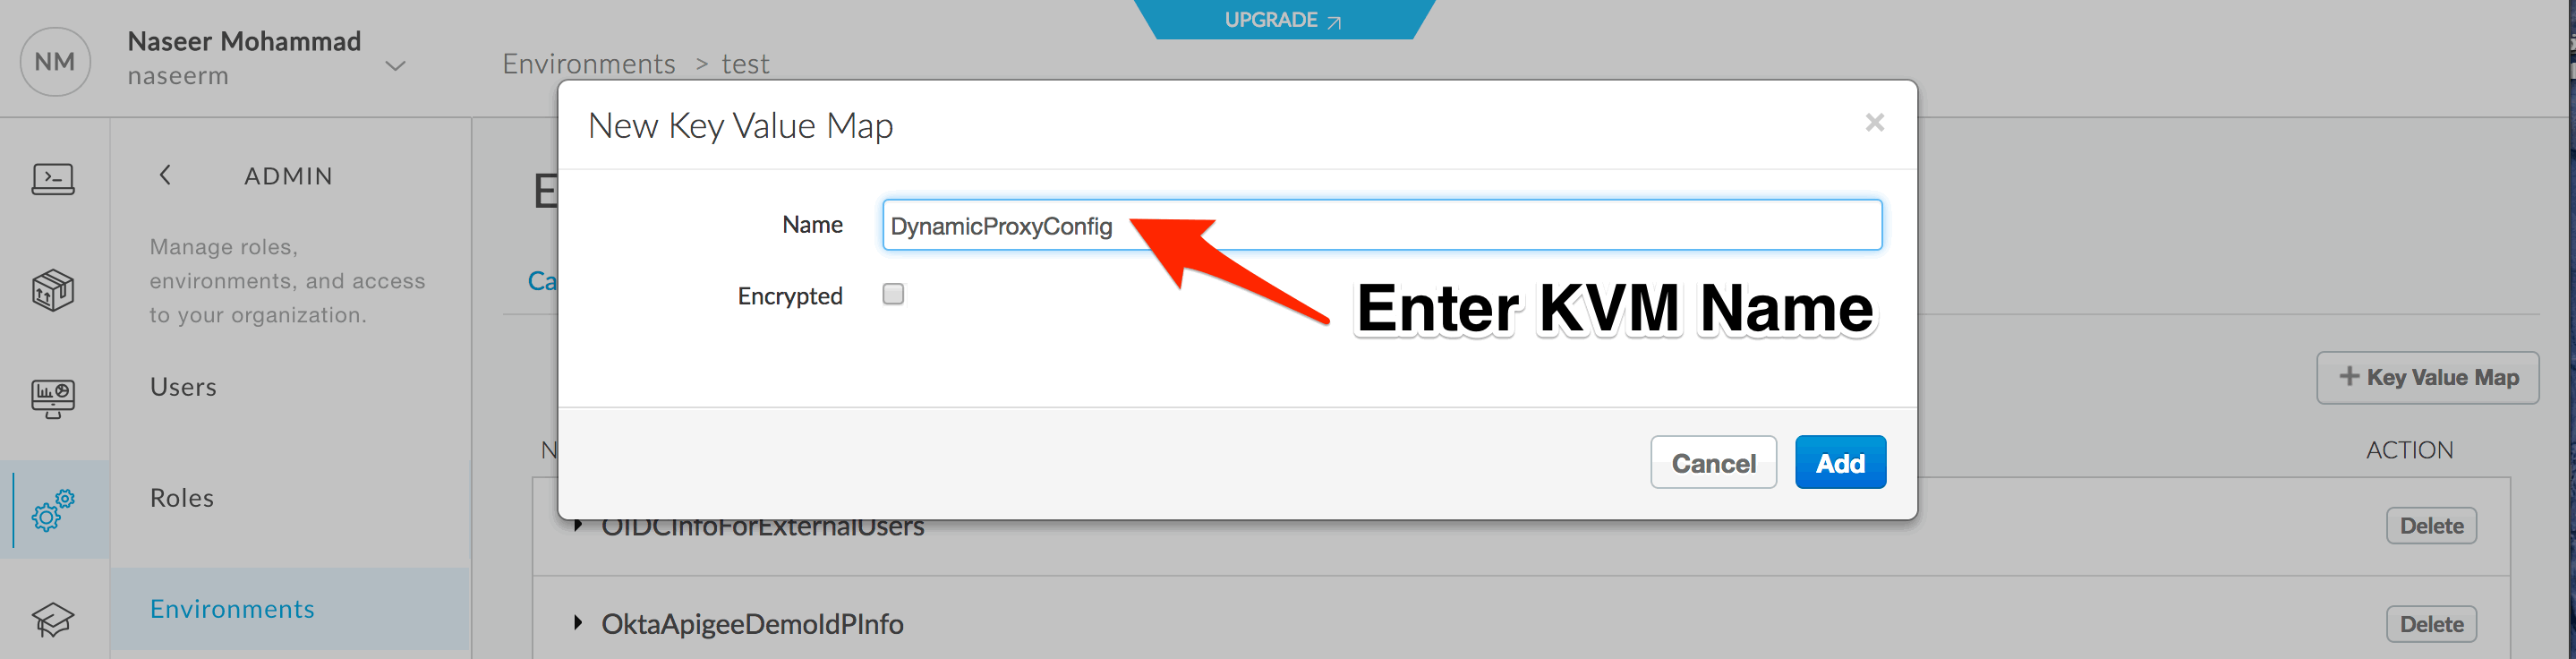 UPGRADE
NM
Naseer Mohammad
naseerm
Environments > test
New Key Value Map
×
ADMIN
Manage roles,
environments, and access
to your organization.
Users
Roles
Environments
E
Ca
Name
DynamicProxyConfig
Encrypted
Enter KVM Name
+ Key Value Map
Cancel
Add
N
ACTION
OIDCInfoForExternalUsers
Delete
OktaApigeeDemoIdPInfo
Delete